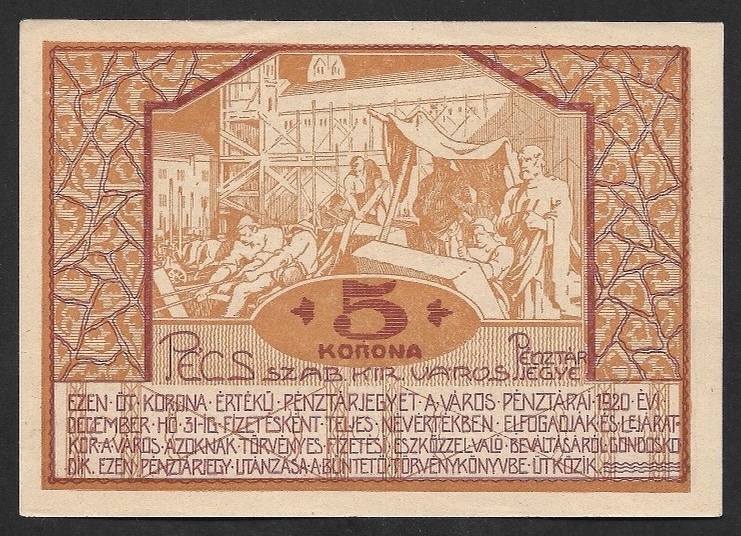 5
KORONA
PÉCS SZAB. KIR. VÁROS PÉNZTÁR
JEGYE
EZEN · ÖT · KORONA · ÉRTÉKŰ · PÉNZTÁRJEGYET · A · VÁROS · PÉNZTÁRAI · 1920 · ÉVI
DECEMBER · HÓ · 31-IG · FIZETÉSKÉNT · TELJES · NÉVÉRTÉKBEN · ELFOGADJÁK · ÉS · LEJÁRAT-
KOR · A · VÁROS · AZOKNAK · TÖRVÉNYES · FIZETÉSI · ESZKÖZZEL · VALÓ · BEVÁLTÁSÁRÓL · GONDOSKO
DIK. EZEN · PÉNZTÁRJEGY · UTÁNZÁSA · A · BÜNTETŐ · TÖRVÉNYKÖNYVBE · ÜTKÖZIK.